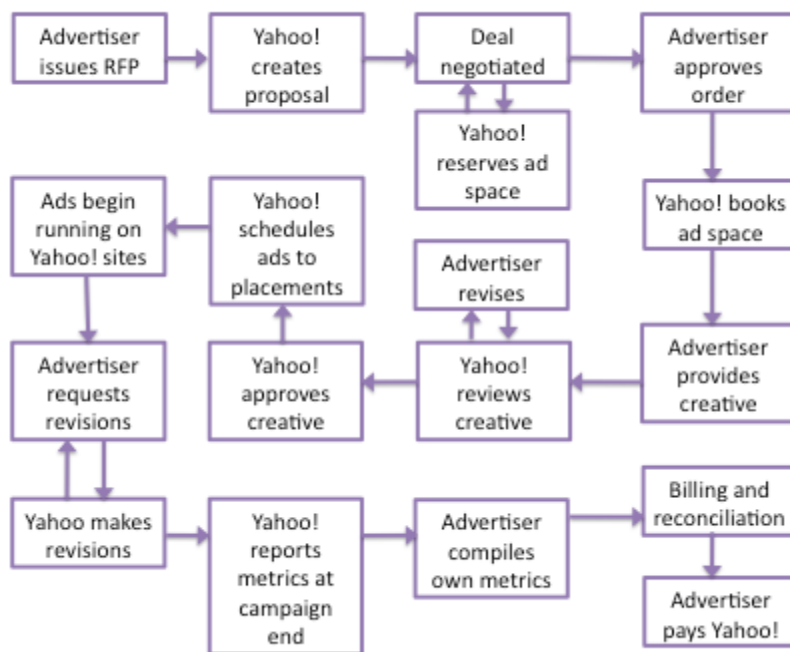 Advertiser
issues RFP
Yahoo!
creates
proposal
Deal
negotiated
Advertiser
approves
order
Yahoo!
reserves ad
space
Yahoo! books
ad space
Advertiser
provides
creative
Advertiser
revises
Yahoo!
reviews
creative
Yahoo!
approves
creative
Yahoo!
schedules
ads to
placements
Ads begin
running on
Yahoo! sites
Advertiser
requests
revisions
Yahoo makes
revisions
Yahoo!
reports
metrics at
campaign
end
Advertiser
compiles
own metrics
Billing and
reconciliation
Advertiser
pays Yahoo!